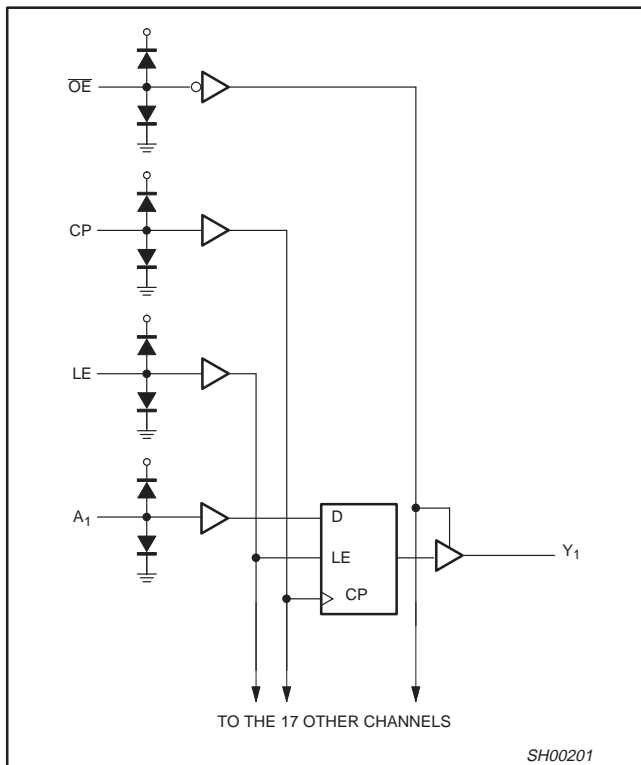 OE
CP
LE
A₁
D
LE
CP
Y₁
TO THE 17 OTHER CHANNELS
SH00201